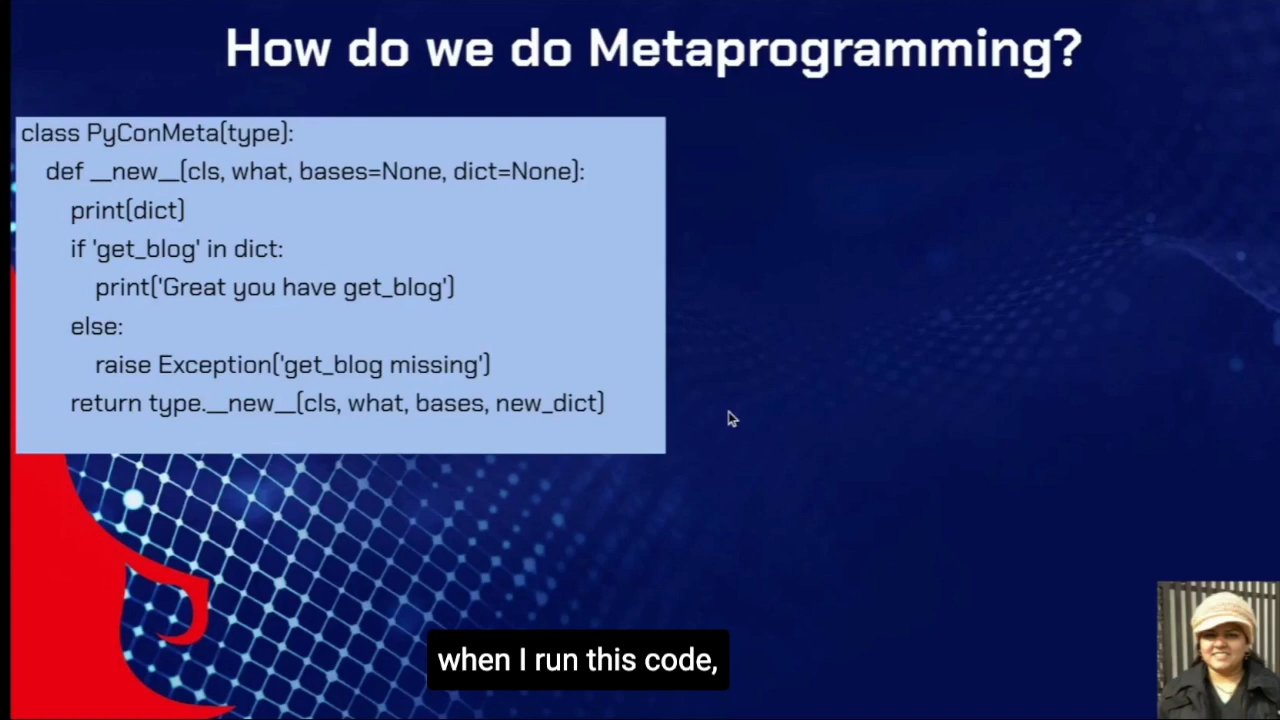 How do we do Metaprogramming?
class PyConMeta(type):
def __new__(cls, what, bases=None, dict=None):
print(dict)
if 'get_blog' in dict:
print('Great you have get_blog')
else:
raise Exception('get_blog missing')
return type.__new__(cls, what, bases, new_dict)
when I run this code,